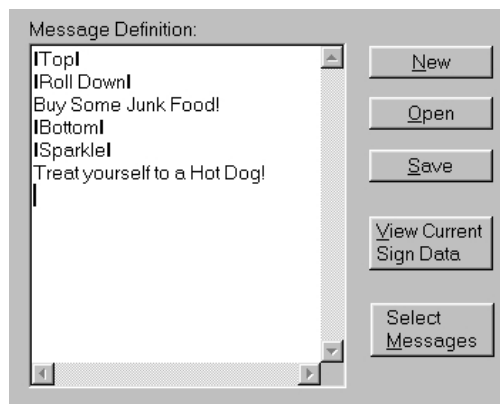 Message Definition:
|Top|
|Roll Down|
Buy Some Junk Food!
|Bottom|
|Sparkle|
Treat yourself to a Hot Dog!
New
Open
Save
View Current
Sign Data
Select
Messages